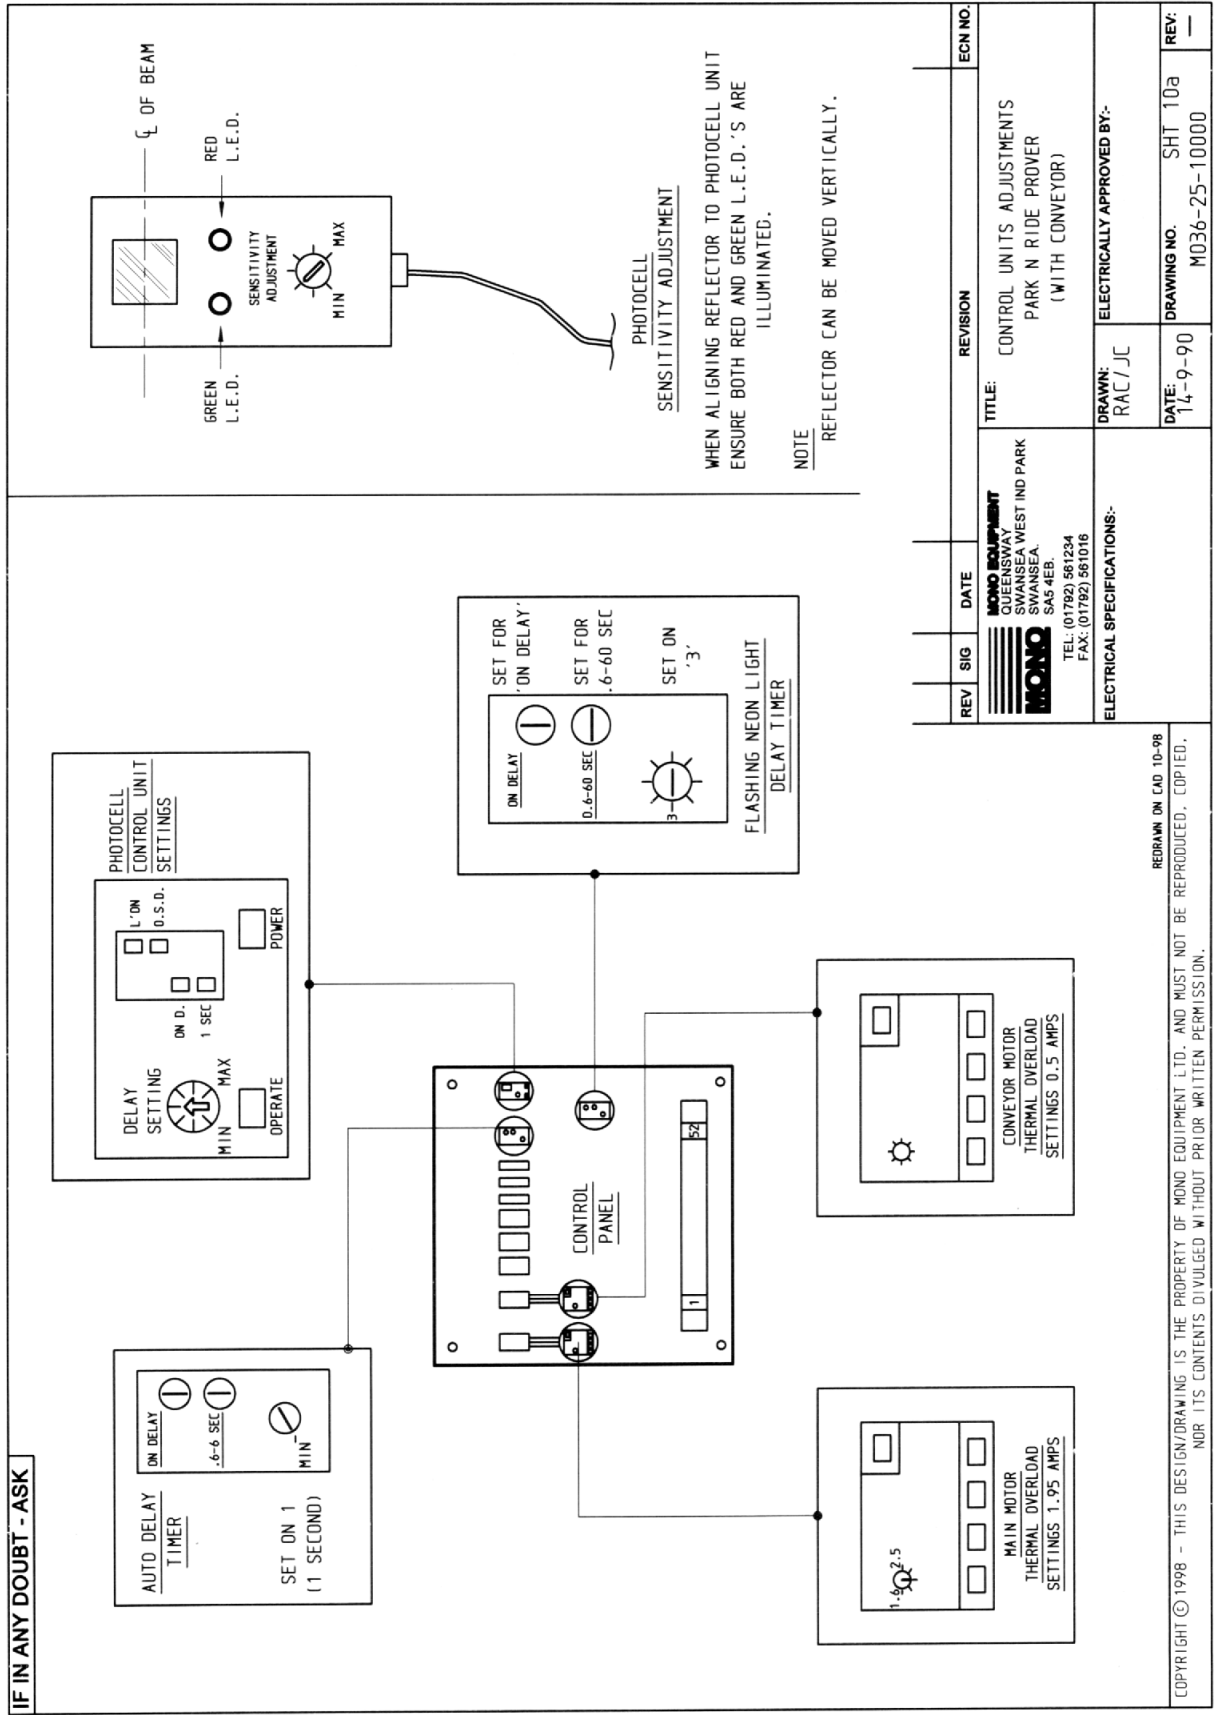 IF IN ANY DOUBT - ASK
AUTO DELAY
TIMER
SET ON 1
(1 SECOND)
ON DELAY
.6-6 SEC
MIN
DELAY
SETTING
MIN
MAX
OPERATE
ON D.
1 SEC
L'ON
O.S.D.
POWER
PHOTOCELL
CONTROL UNIT
SETTINGS
CONTROL
PANEL
1
52
ON DELAY
0.6-60 SEC
3
SET FOR
'ON DELAY'
SET FOR
.6-60 SEC
SET ON
'3'
FLASHING NEON LIGHT
DELAY TIMER
1.6
2.5
MAIN MOTOR
THERMAL OVERLOAD
SETTINGS 1.95 AMPS
CONVEYOR MOTOR
THERMAL OVERLOAD
SETTINGS 0.5 AMPS
GREEN
L.E.D.
RED
L.E.D.
℄ OF BEAM
SENSITIVITY
ADJUSTMENT
MIN
MAX
PHOTOCELL
SENSITIVITY ADJUSTMENT
WHEN ALIGNING REFLECTOR TO PHOTOCELL UNIT
ENSURE BOTH RED AND GREEN L.E.D.'S ARE
ILLUMINATED.
NOTE
REFLECTOR CAN BE MOVED VERTICALLY.
REV SIG DATE REVISION ECN NO.
MONO
MONO EQUIPMENT
QUEENSWAY
SWANSEA WEST IND PARK
SWANSEA.
SA5 4EB.
TEL: (01792) 561234
FAX: (01792) 561016
TITLE:
CONTROL UNITS ADJUSTMENTS
PARK N RIDE PROVER
(WITH CONVEYOR)
ELECTRICAL SPECIFICATIONS:-
DRAWN:
RAC/JC
ELECTRICALLY APPROVED BY:-
DATE:
14-9-90
DRAWING NO.
SHT 10a
M036-25-10000
REV:
—
REDRAWN ON CAD 10-98
COPYRIGHT © 1998 - THIS DESIGN/DRAWING IS THE PROPERTY OF MONO EQUIPMENT LTD. AND MUST NOT BE REPRODUCED, COPIED,
NOR ITS CONTENTS DIVULGED WITHOUT PRIOR WRITTEN PERMISSION.